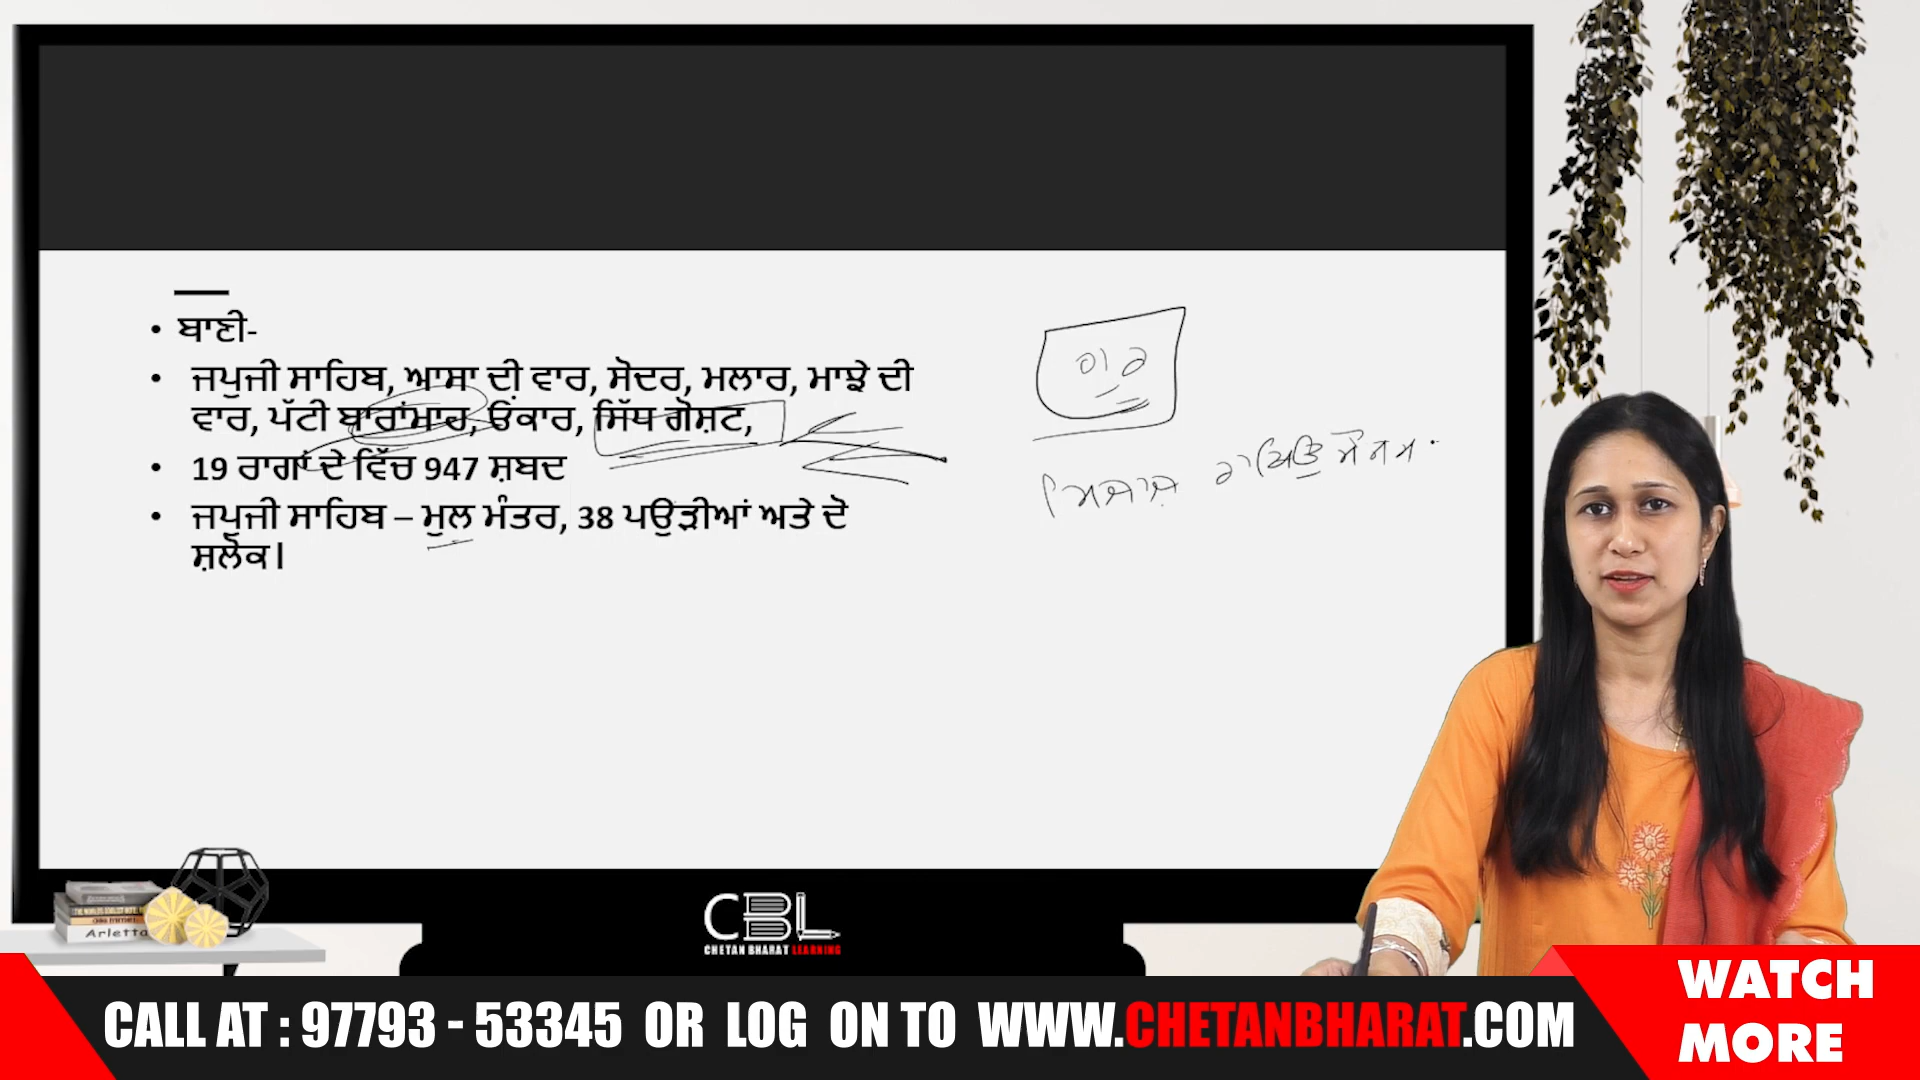 • ਬਾਣੀ-
• ਜਪੁਜੀ ਸਾਹਿਬ, ਆਸਾ ਦੀ ਵਾਰ, ਸੋਦਰ, ਮਲਾਰ, ਮਾਝੇ ਦੀ
ਵਾਰ, ਪੱਟੀ ਬਾਰਾਂਮਾਹ, ਓਂਕਾਰ, ਸਿੱਧ ਗੋਸ਼ਟ,
• 19 ਰਾਗਾਂ ਦੇ ਵਿੱਚ 947 ਸ਼ਬਦ
• ਜਪੁਜੀ ਸਾਹਿਬ – ਮੂਲ ਮੰਤਰ, 38 ਪਉੜੀਆਂ ਅਤੇ ਦੋ
ਸ਼ਲੋਕ।
Arletta
CBL
CHETAN BHARAT LEARNING
CALL AT : 97793 - 53345 OR LOG ON TO WWW.CHETANBHARAT.COM
WATCH
MORE